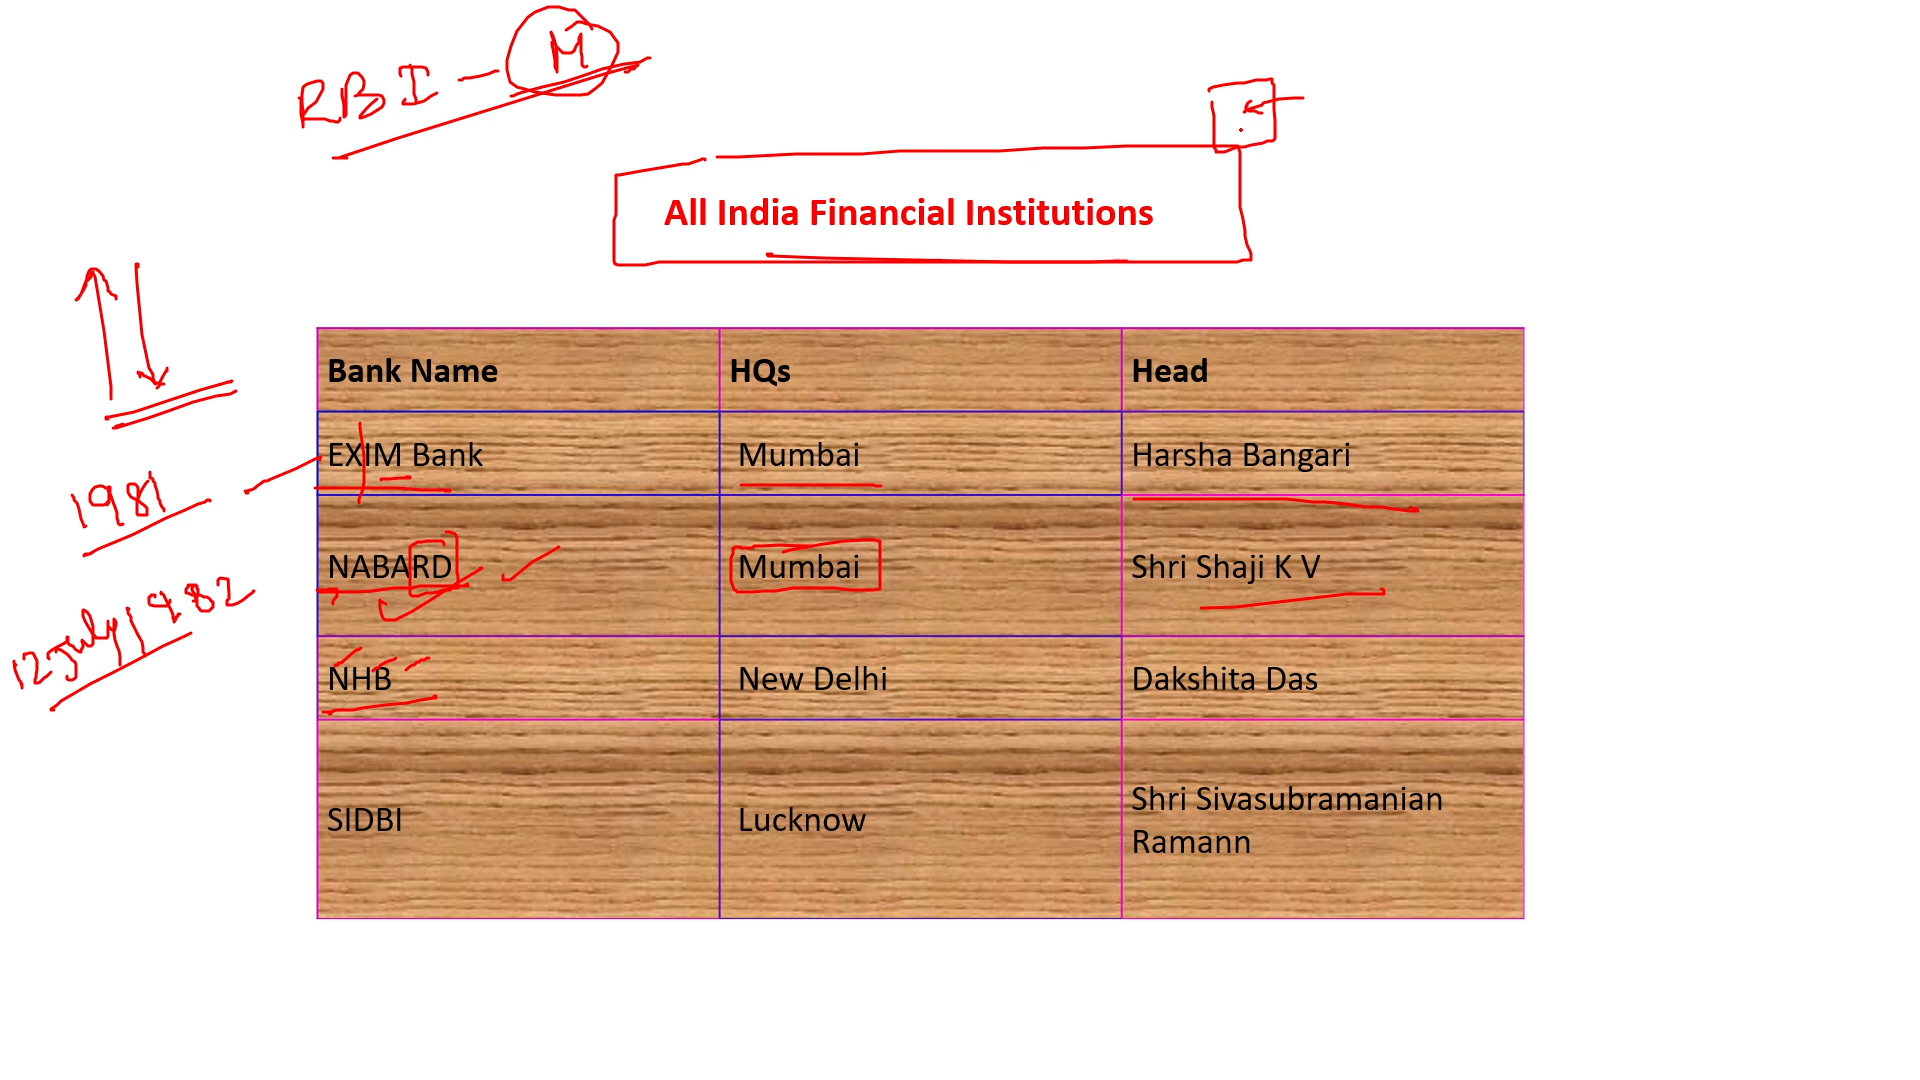 RBI - M
All India Financial Institutions
Bank Name HQs Head
EXIM Bank Mumbai Harsha Bangari
1981
NABARD Mumbai Shri Shaji K V
12 July 1982
NHB New Delhi Dakshita Das
SIDBI Lucknow Shri Sivasubramanian
Ramann